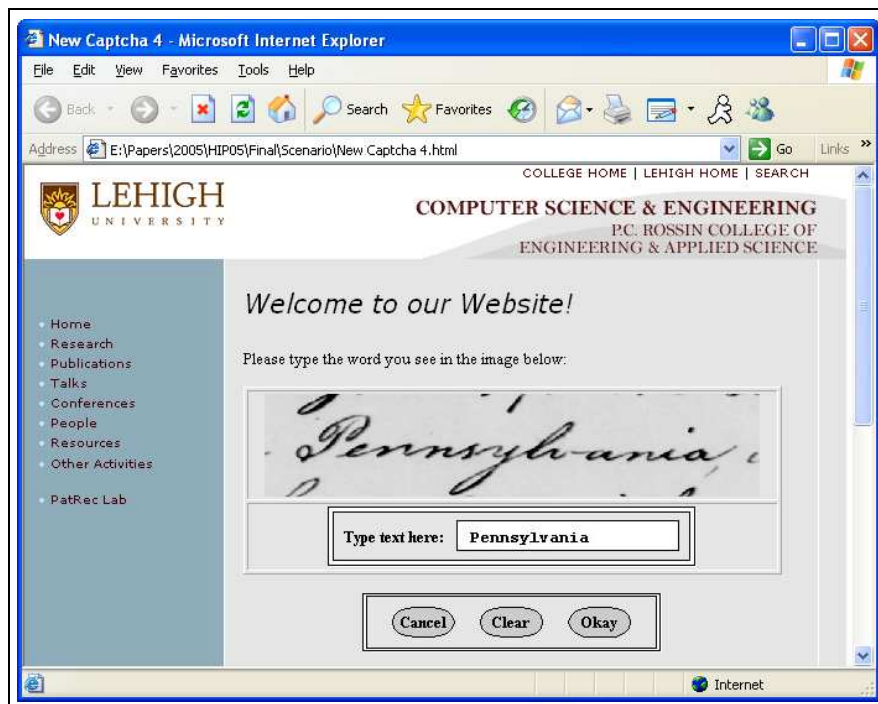 New Captcha 4 - Microsoft Internet Explorer
File Edit View Favorites Tools Help
Back Search Favorites
Address E:\Papers\2005\HIP05\Final\Scenario\New Captcha 4.html Go Links »
COLLEGE HOME | LEHIGH HOME | SEARCH
LEHIGH
UNIVERSITY
COMPUTER SCIENCE & ENGINEERING
P.C. ROSSIN COLLEGE OF
ENGINEERING & APPLIED SCIENCE
Home
Research
Publications
Talks
Conferences
People
Resources
Other Activities
PatRec Lab
Welcome to our Website!
Please type the word you see in the image below:
Pennsylvania,
Type text here: Pennsylvania
Cancel Clear Okay
Internet